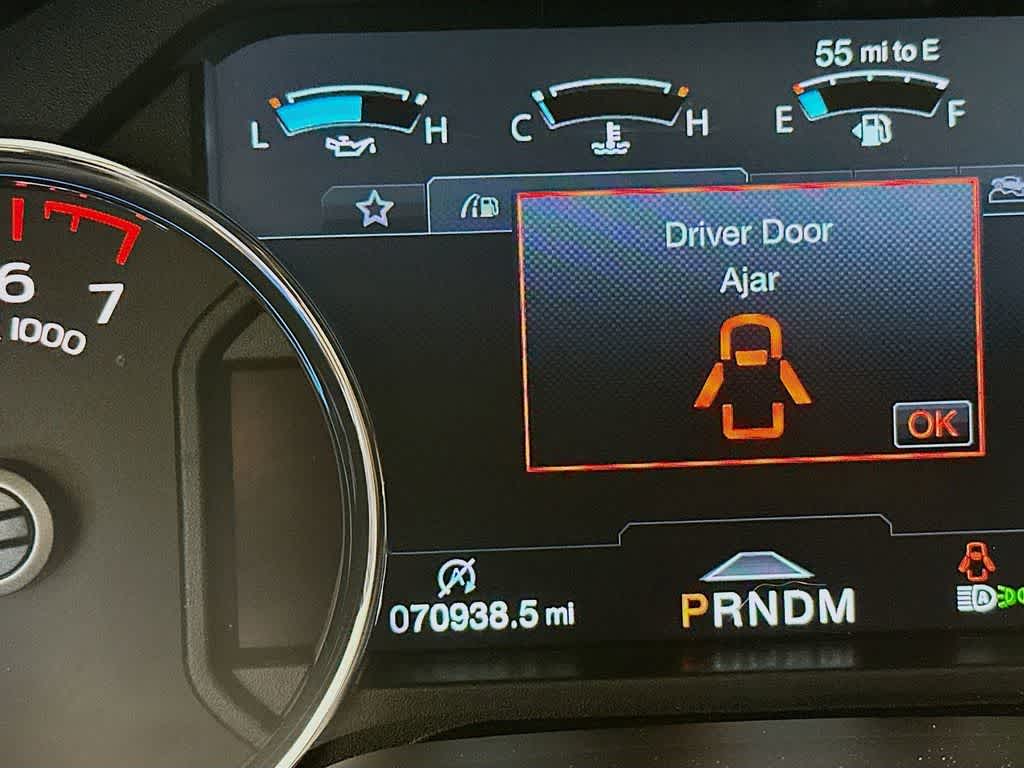 55 mi to E
L H
C H
E F
6 7
1000
Driver Door
Ajar
OK
070938.5 mi
PRNDM
A